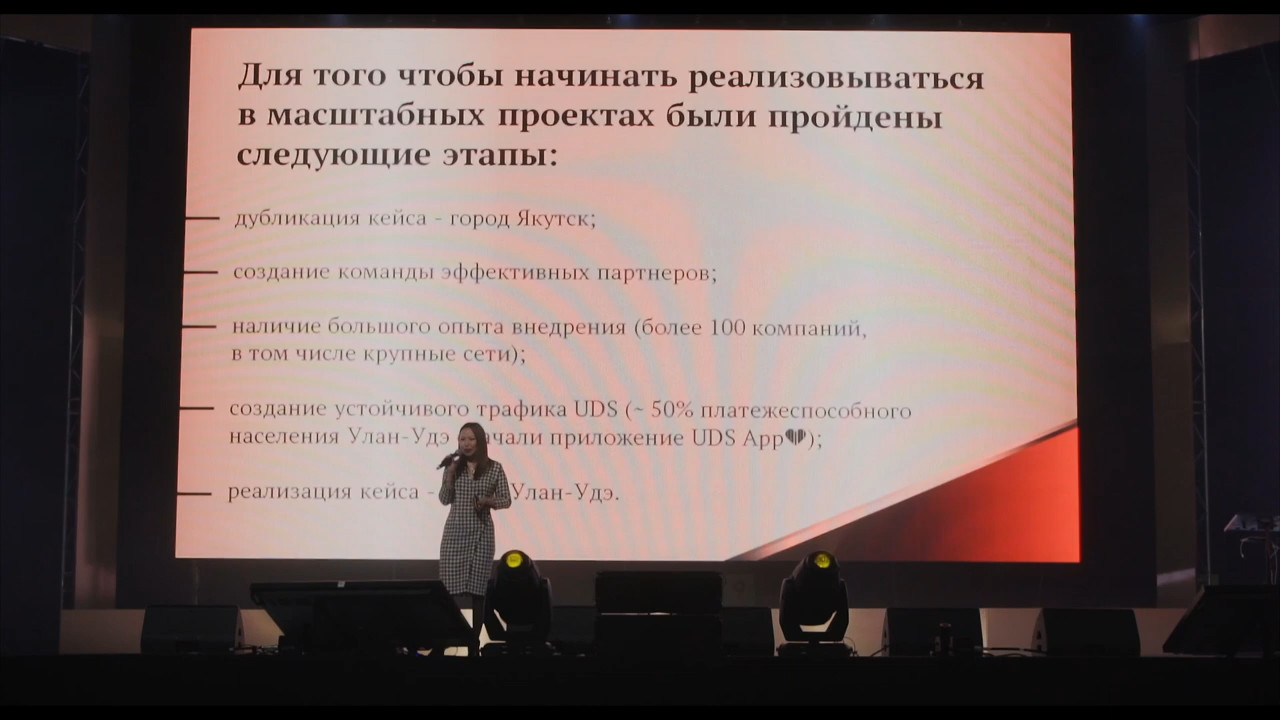 Для того чтобы начинать реализовываться
в масштабных проектах были пройдены
следующие этапы:
дубликация кейса - город Якутск;
создание команды эффективных партнеров;
наличие большого опыта внедрения (более 100 компаний,
в том числе крупные сети);
создание устойчивого трафика UDS (~ 50% платежеспособного
населения Улан-Удэ UDS приложение UDS App🖤);
реализация кейса - Улан-Удэ.